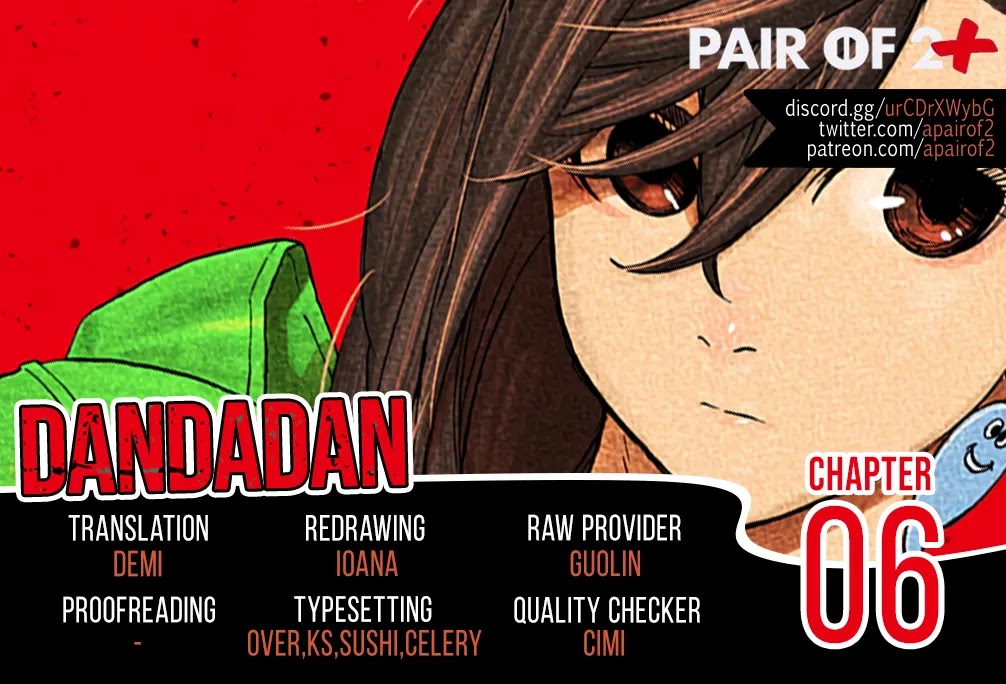 PAIR OF 2+
discord.gg/urCDrXWybG
twitter.com/apairof2
patreon.com/apairof2
DANDADAN
CHAPTER
06
TRANSLATION
DEMI
REDRAWING
IOANA
RAW PROVIDER
GUOLIN
PROOFREADING
-
TYPESETTING
OVER,KS,SUSHI,CELERY
QUALITY CHECKER
CIMI